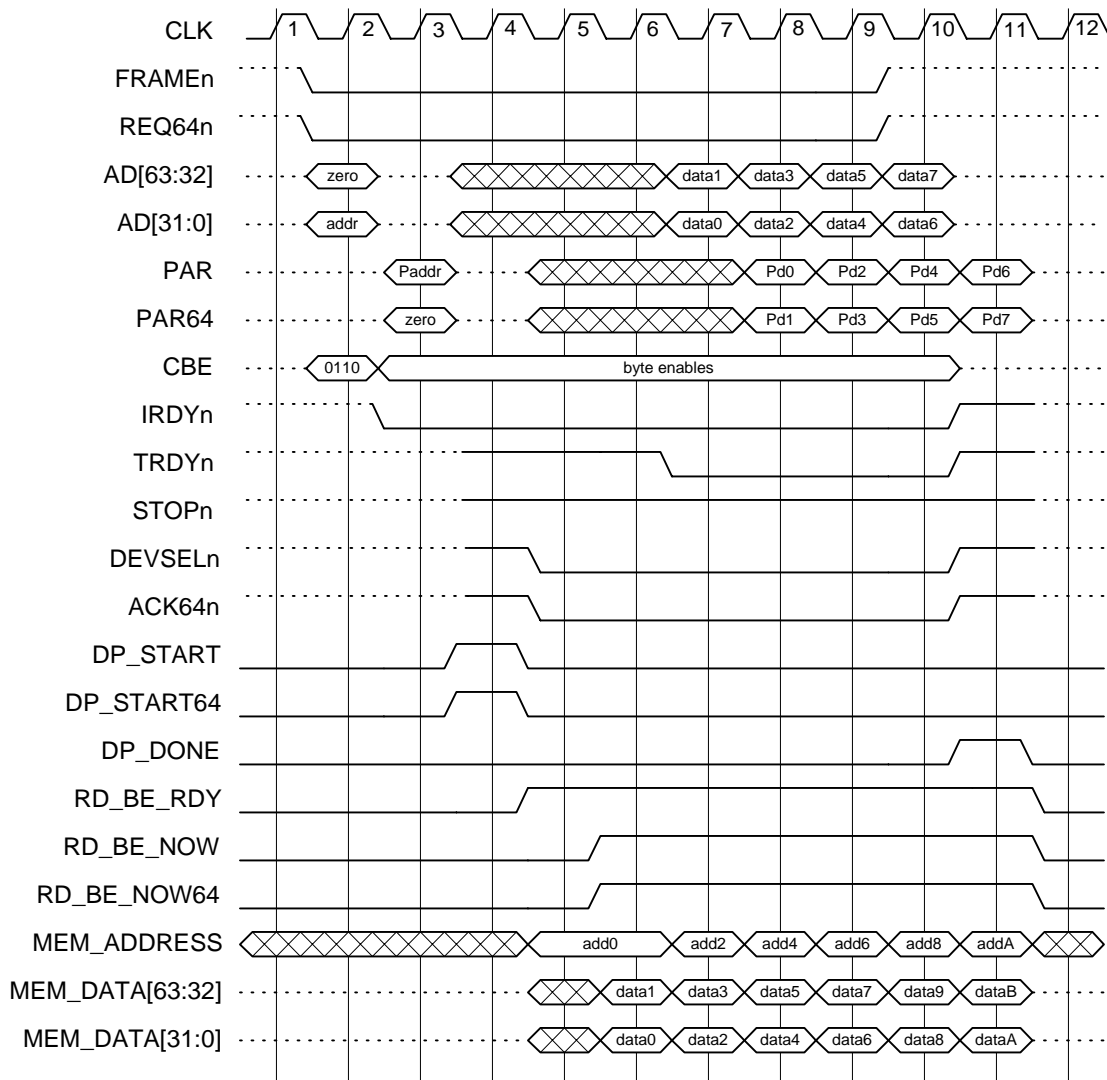 CLK 1 2 3 4 5 6 7 8 9 10 11 12
FRAMEn
REQ64n
AD[63:32] zero data1 data3 data5 data7
AD[31:0] addr data0 data2 data4 data6
PAR Paddr Pd0 Pd2 Pd4 Pd6
PAR64 zero Pd1 Pd3 Pd5 Pd7
CBE 0110 byte enables
IRDYn
TRDYn
STOPn
DEVSELn
ACK64n
DP_START
DP_START64
DP_DONE
RD_BE_RDY
RD_BE_NOW
RD_BE_NOW64
MEM_ADDRESS add0 add2 add4 add6 add8 addA
MEM_DATA[63:32] data1 data3 data5 data7 data9 dataB
MEM_DATA[31:0] data0 data2 data4 data6 data8 dataA